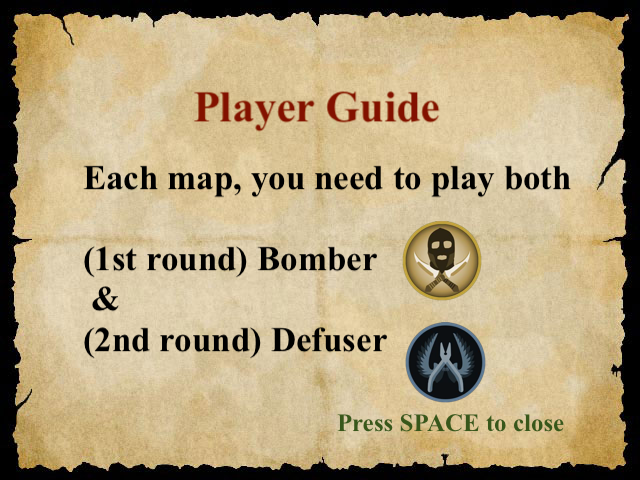 Player Guide
Each map, you need to play both
(1st round) Bomber
&
(2nd round) Defuser
Press SPACE to close